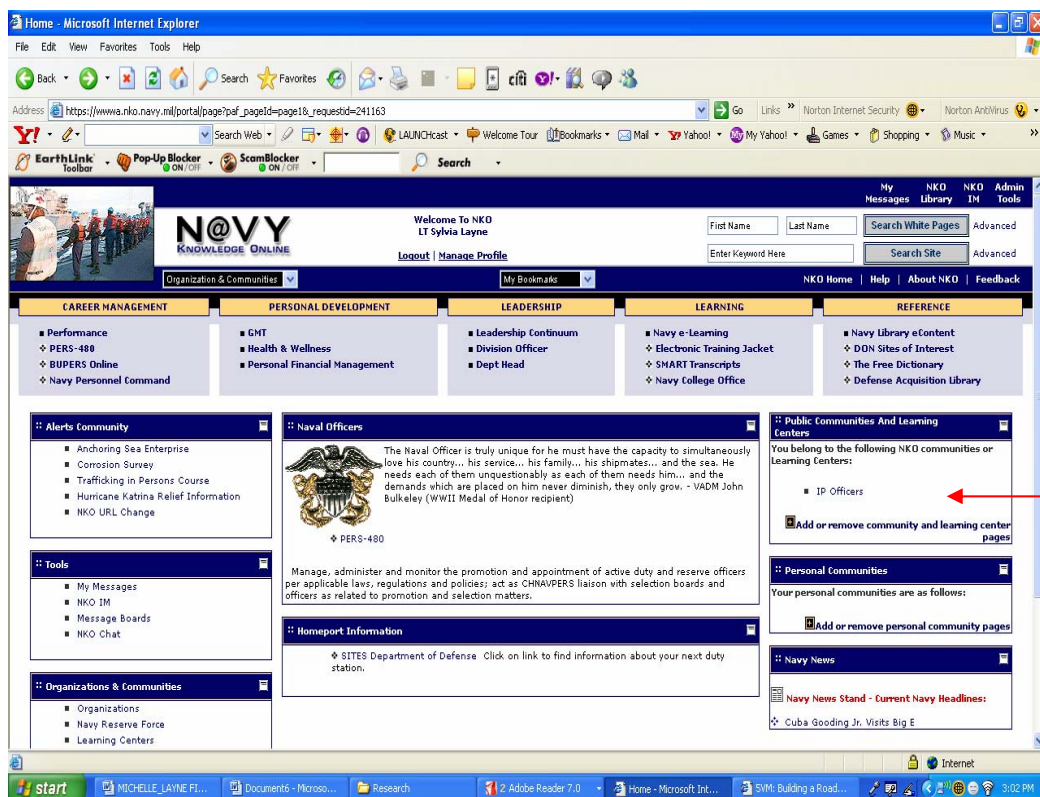 Home - Microsoft Internet Explorer
File Edit View Favorites Tools Help
Back Search Favorites citi
Address https://wwwa.nko.navy.mil/portal/page?paf_pageId=page1&_requestid=241163 Go Links » Norton Internet Security Norton AntiVirus
Y! Search Web LAUNCHcast Welcome Tour Bookmarks Mail Yahoo! My Yahoo! Games Shopping Music »
EarthLink Toolbar Pop-Up Blocker ON / OFF ScamBlocker ON / OFF Search
My Messages NKO Library NKO IM Admin Tools
N@VY
KNOWLEDGE ONLINE
Welcome To NKO
LT Sylvia Layne
Logout | Manage Profile
First Name Last Name Search White Pages Advanced
Enter Keyword Here Search Site Advanced
Organization & Communities My Bookmarks NKO Home | Help | About NKO | Feedback
CAREER MANAGEMENT
Performance
PERS-480
BUPERS Online
Navy Personnel Command
PERSONAL DEVELOPMENT
GMT
Health & Wellness
Personal Financial Management
LEADERSHIP
Leadership Continuum
Division Officer
Dept Head
LEARNING
Navy e-Learning
Electronic Training Jacket
SMART Transcripts
Navy College Office
REFERENCE
Navy Library eContent
DON Sites of Interest
The Free Dictionary
Defense Acquisition Library
:: Alerts Community
Anchoring Sea Enterprise
Corrosion Survey
Trafficking in Persons Course
Hurricane Katrina Relief Information
NKO URL Change
:: Tools
My Messages
NKO IM
Message Boards
NKO Chat
:: Organizations & Communities
Organizations
Navy Reserve Force
Learning Centers
:: Naval Officers
The Naval Officer is truly unique for he must have the capacity to simultaneously
love his country... his service... his family... his shipmates... and the sea. He
needs each of them unquestionably as each of them needs him... and the
demands which are placed on him never diminish, they only grow. - VADM John
Bulkeley (WWII Medal of Honor recipient)
PERS-480
Manage, administer and monitor the promotion and appointment of active duty and reserve officers
per applicable laws, regulations and policies; act as CHNAVPERS liaison with selection boards and
officers as related to promotion and selection matters.
:: Homeport Information
SITES Department of Defense Click on link to find information about your next duty
station.
:: Public Communities And Learning
Centers
You belong to the following NKO communities or
Learning Centers:
IP Officers
Add or remove community and learning center
pages
:: Personal Communities
Your personal communities are as follows:
Add or remove personal community pages
:: Navy News
Navy News Stand - Current Navy Headlines:
Cuba Gooding Jr. Visits Big E
Internet
start MICHELLE_LAYNE FI... Document6 - Microso... Research 2 Adobe Reader 7.0 Home - Microsoft Int... SVM: Building a Road... 3:02 PM